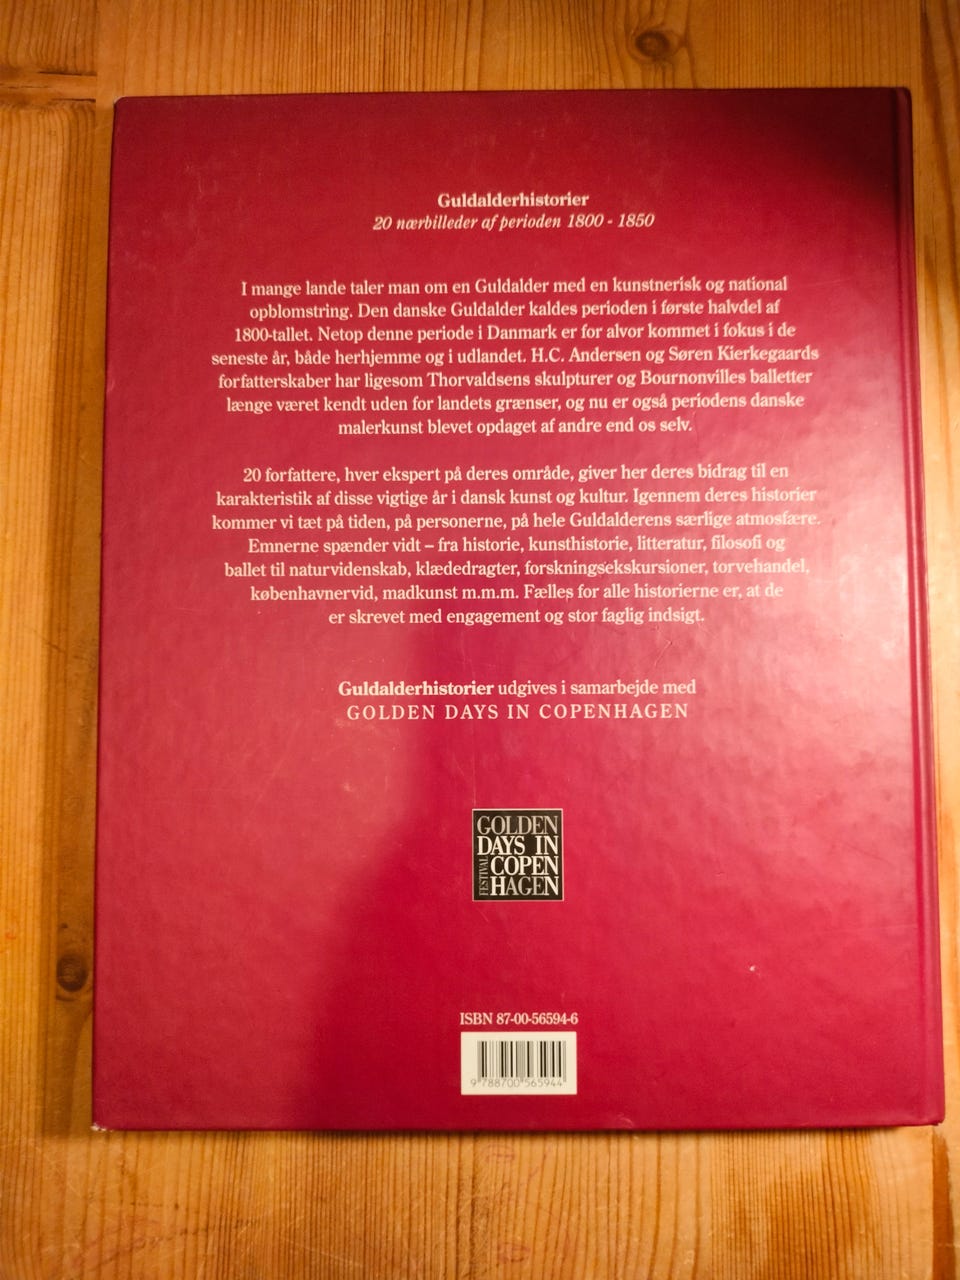 Guldalderhistorier
20 nærbilleder af perioden 1800 - 1850
I mange lande taler man om en Guldalder med en kunstnerisk og national
opblomstring. Den danske Guldalder kaldes perioden i første halvdel af
1800-tallet. Netop denne periode i Danmark er for alvor kommet i fokus i de
seneste år, både herhjemme og i udlandet. H.C. Andersen og Søren Kierkegaards
forfatterskaber har ligesom Thorvaldsens skulpturer og Bournonvilles balletter
længe været kendt uden for landets grænser, og nu er også periodens danske
malerkunst blevet opdaget af andre end os selv.
20 forfattere, hver ekspert på deres område, giver her deres bidrag til en
karakteristik af disse vigtige år i dansk kunst og kultur. Igennem deres historier
kommer vi tæt på tiden, på personerne, på hele Guldalderens særlige atmosfære.
Emnerne spænder vidt – fra historie, kunsthistorie, litteratur, filosofi og
ballet til naturvidenskab, klædedragter, forskningsekskursioner, torvehandel,
københavnervid, madkunst m.m.m. Fælles for alle historierne er, at de
er skrevet med engagement og stor faglig indsigt.
Guldalderhistorier udgives i samarbejde med
GOLDEN DAYS IN COPENHAGEN
GOLDEN
DAYS IN
COPEN
HAGEN
FESTIVAL
ISBN 87-00-56594-6
9 788700 565944